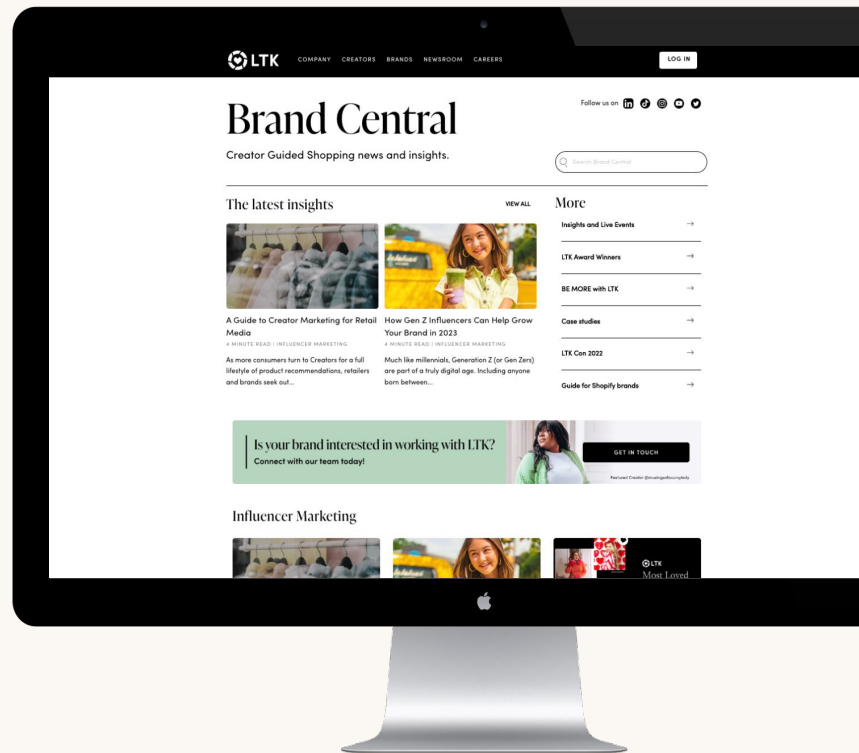 LTK
COMPANY CREATORS BRANDS NEWSROOM CAREERS
LOG IN
Brand Central
Creator Guided Shopping news and insights.
Follow us on
Search Brand Central
The latest insights
VIEW ALL
A Guide to Creator Marketing for Retail
Media
4 MINUTE READ | INFLUENCER MARKETING
As more consumers turn to Creators for a full
lifestyle of product recommendations, retailers
and brands seek out...
How Gen Z Influencers Can Help Grow
Your Brand in 2023
4 MINUTE READ | INFLUENCER MARKETING
Much like millennials, Generation Z (or Gen Zers)
are part of a truly digital age. Including anyone
born between...
More
Insights and Live Events
LTK Award Winners
BE MORE with LTK
Case studies
LTK Con 2022
Guide for Shopify brands
Is your brand interested in working with LTK?
Connect with our team today!
GET IN TOUCH
Influencer Marketing
LTK
Most Loved